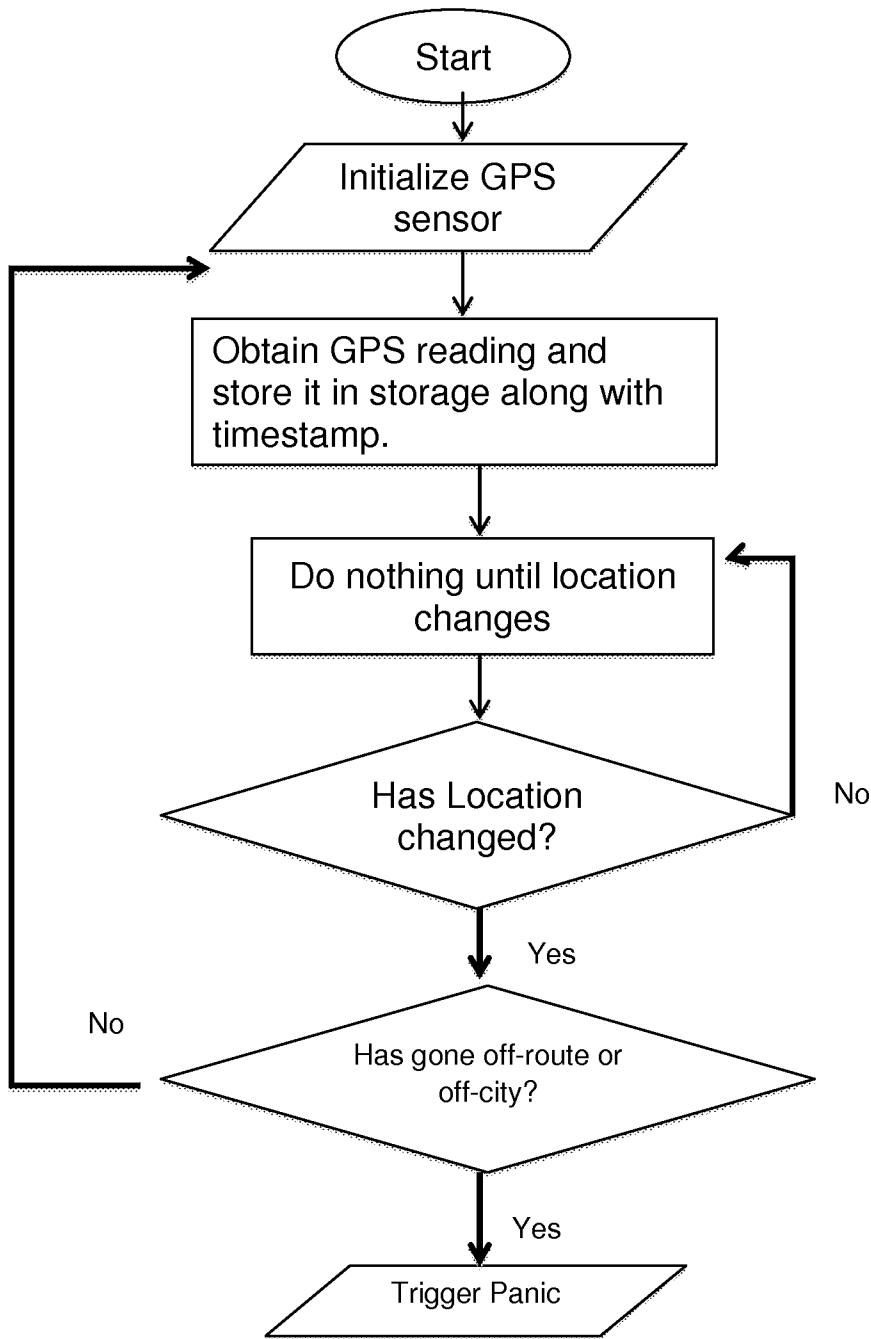 Start
Initialize GPS
sensor
Obtain GPS reading and
store it in storage along with
timestamp.
Do nothing until location
changes
Has Location
changed?
No
Yes
No
Has gone off-route or
off-city?
Yes
Trigger Panic